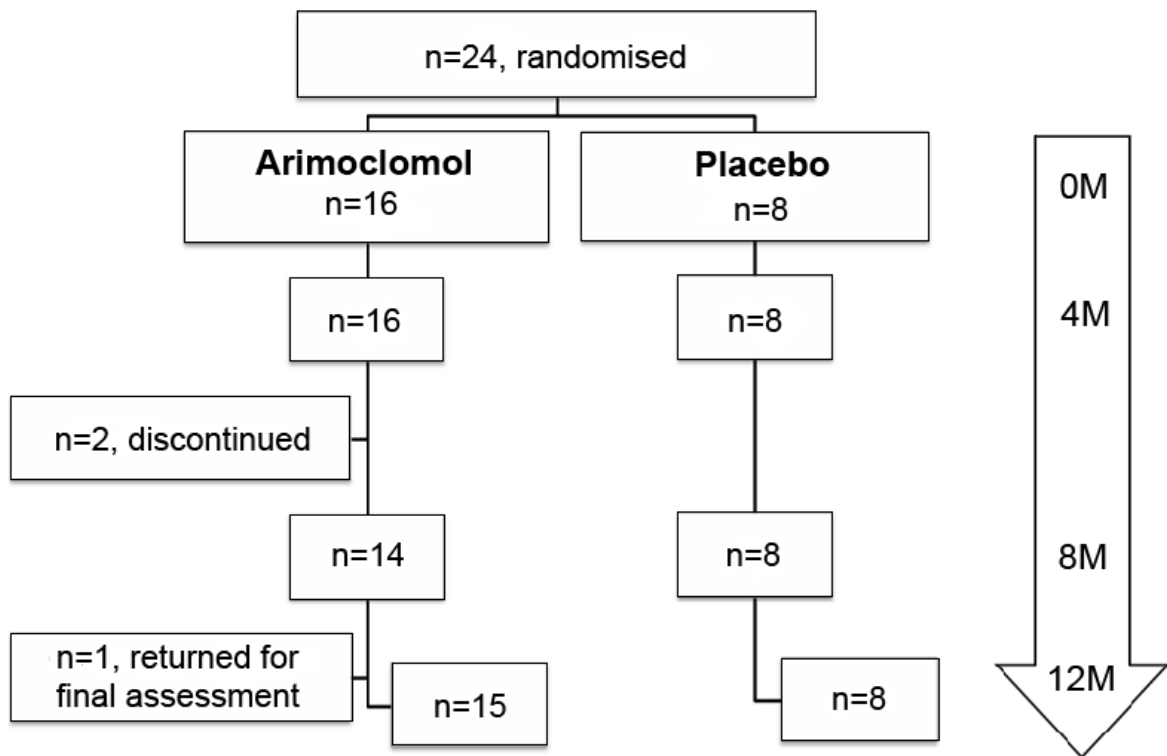 n=24, randomised
Arimoclomol
n=16
Placebo
n=8
0M
n=16
n=8
4M
n=2, discontinued
n=14
n=8
8M
n=1, returned for
final assessment
n=15
n=8
12M